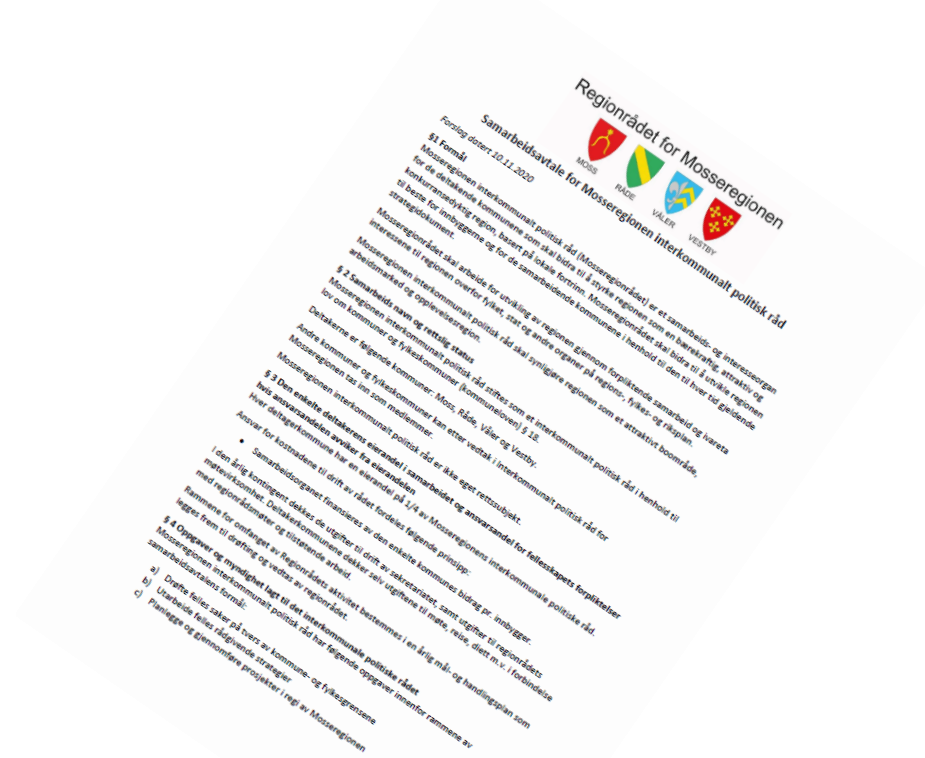 Regionrådet for Mosseregionen
MOSS
RÅDE
VÅLER
VESTBY
Samarbeidsavtale for Mosseregionen interkommunalt politisk råd
Forslag datert 10.11.2020
§1 Formål
Mosseregionen interkommunalt politisk råd (Mosseregionrådet) er et samarbeids- og interesseorgan
for de deltakende kommunene som skal bidra til å styrke regionen som en bærekraftig, attraktiv og
konkurransedyktig region, basert på lokale fortrinn. Mosseregionrådet skal bidra til å utvikle regionen
til beste for innbyggerne og for de samarbeidende kommunene i henhold til den til hver tid gjeldende
strategidokument.
Mosseregionrådet skal arbeide for utvikling av regionen gjennom forpliktende samarbeid og ivareta
interessene til regionen overfor fylket, stat og andre organer på regions-, fylkes- og riksplan.
Mosseregionen interkommunalt politisk råd skal synligjøre regionen som et attraktivt boområde,
arbeidsmarked og opplevelsesregion.
§ 2 Samarbeids navn og rettslig status
Mosseregionen interkommunalt politisk råd stiftes som et interkommunalt politisk råd i henhold til
lov om kommuner og fylkeskommuner (kommuneloven) § 18.
Deltakerne er følgende kommuner: Moss, Råde, Våler og Vestby.
Andre kommuner og fylkeskommuner kan etter vedtak i interkommunalt politisk råd for
Mosseregionen tas inn som medlemmer.
Mosseregionen interkommunalt politisk råd er ikke eget rettssubjekt.
§ 3 Den enkelte deltakerens eierandel i samarbeidet og ansvarsandel for fellesskapets forpliktelser
hvis ansvarsandelen avviker fra eierandelen
Hver deltagerkommune har en eierandel på 1/4 av Mosseregionens interkommunale politiske råd.
Ansvar for kostnadene til drift av rådet fordeles følgende prinsipp:
• Samarbeidsorganet finansieres av den enkelte kommunes bidrag pr. innbygger.
I den årlig kontingent dekkes de utgifter til drift av sekretariatet, samt utgifter til regionrådets
møtevirksomhet. Deltakerkommunene dekker selv utgiftene til møte, reise, diett m.v. i forbindelse
med regionrådsmøter og tilstøtende arbeid.
Rammene for omfanget av Regionrådets aktivitet bestemmes i en årlig mål- og handlingsplan som
legges frem til drøfting og vedtas av regionrådet.
§ 4 Oppgaver og myndighet lagt til det interkommunale politiske rådet
Mosseregionen interkommunalt politisk råd har følgende oppgaver innenfor rammene av
samarbeidsavtalens formål:
a) Drøfte felles saker på tvers av kommune- og fylkesgrensene
b) Utarbeide felles rådgivende strategier
c) Planlegge og gjennomføre prosjekter i regi av Mosseregionen